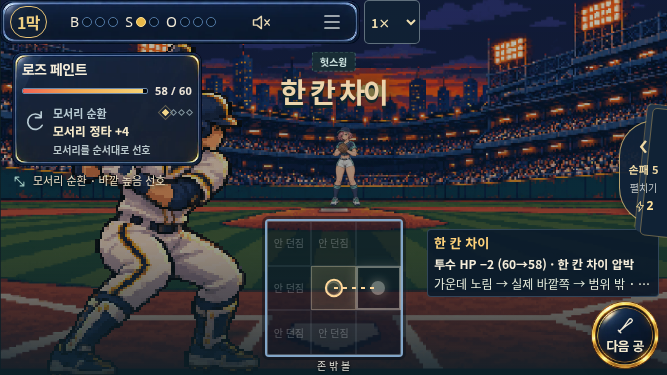 1막 B S O 1×
로즈 페인트
58 / 60
모서리 순환
모서리 정타 +4
모서리를 순서대로 선호
모서리 순환 · 바깥 높음 선호
헛스윙
한 칸 차이
손패 5
펼치기
2
안 던짐 안 던짐
안 던짐
안 던짐 안 던짐
존 밖 볼
한 칸 차이
투수 HP −2 (60→58) · 한 칸 차이 압박
가운데 노림 → 실제 바깥쪽 → 범위 밖 · ⋯
다음 공